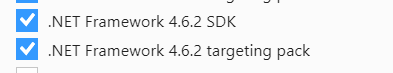 .NET Framework 4.6.2 SDK
.NET Framework 4.6.2 targeting pack